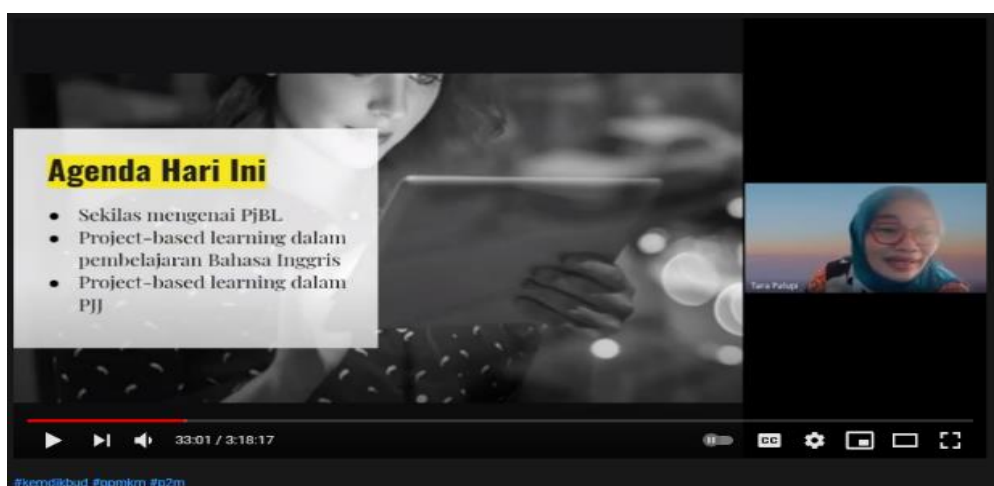 Agenda Hari Ini
● Sekilas mengenai PjBL
● Project-based learning dalam
pembelajaran Bahasa Inggris
● Project-based learning dalam
PJJ
Tara Palupi
33:01 / 3:18:17
CC
#kemdikbud #ppmkm #p2m